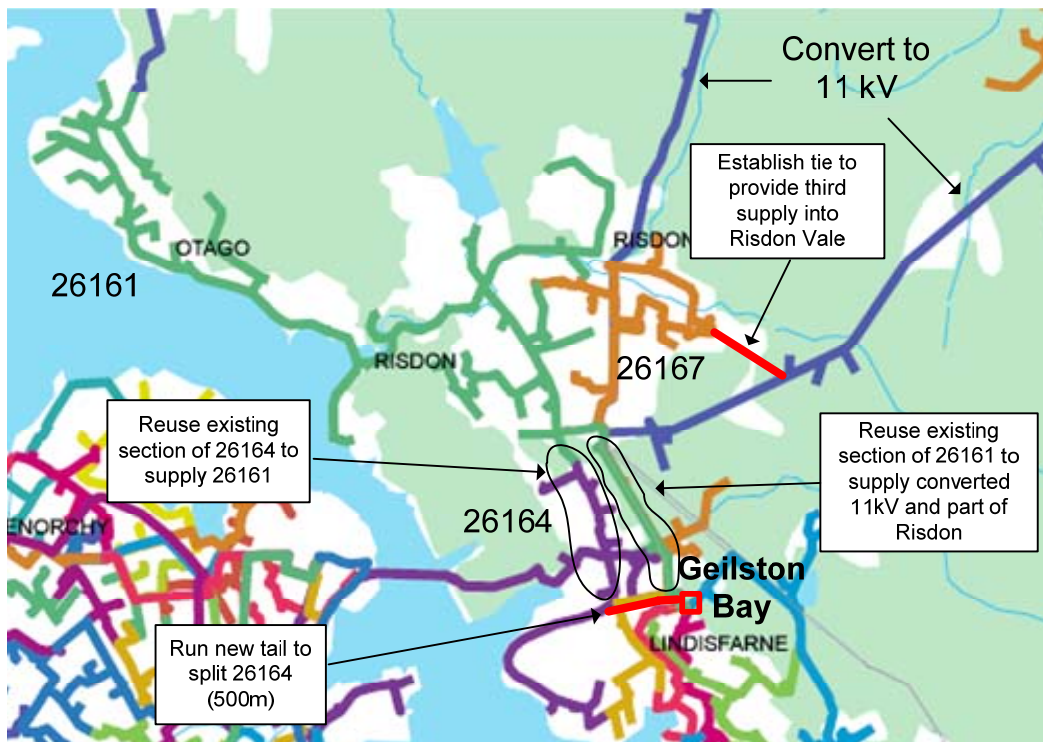 Convert to
11 kV
Establish tie to
provide third
supply into
Risdon Vale
OTAGO
RISDON
26161
RISDON
26167
Reuse existing
section of 26164 to
supply 26161
Reuse existing
section of 26161 to
supply converted
11kV and part of
Risdon
26164
ENORCHY
Geilston
Bay
Run new tail to
split 26164
(500m)
LINDISFARNE